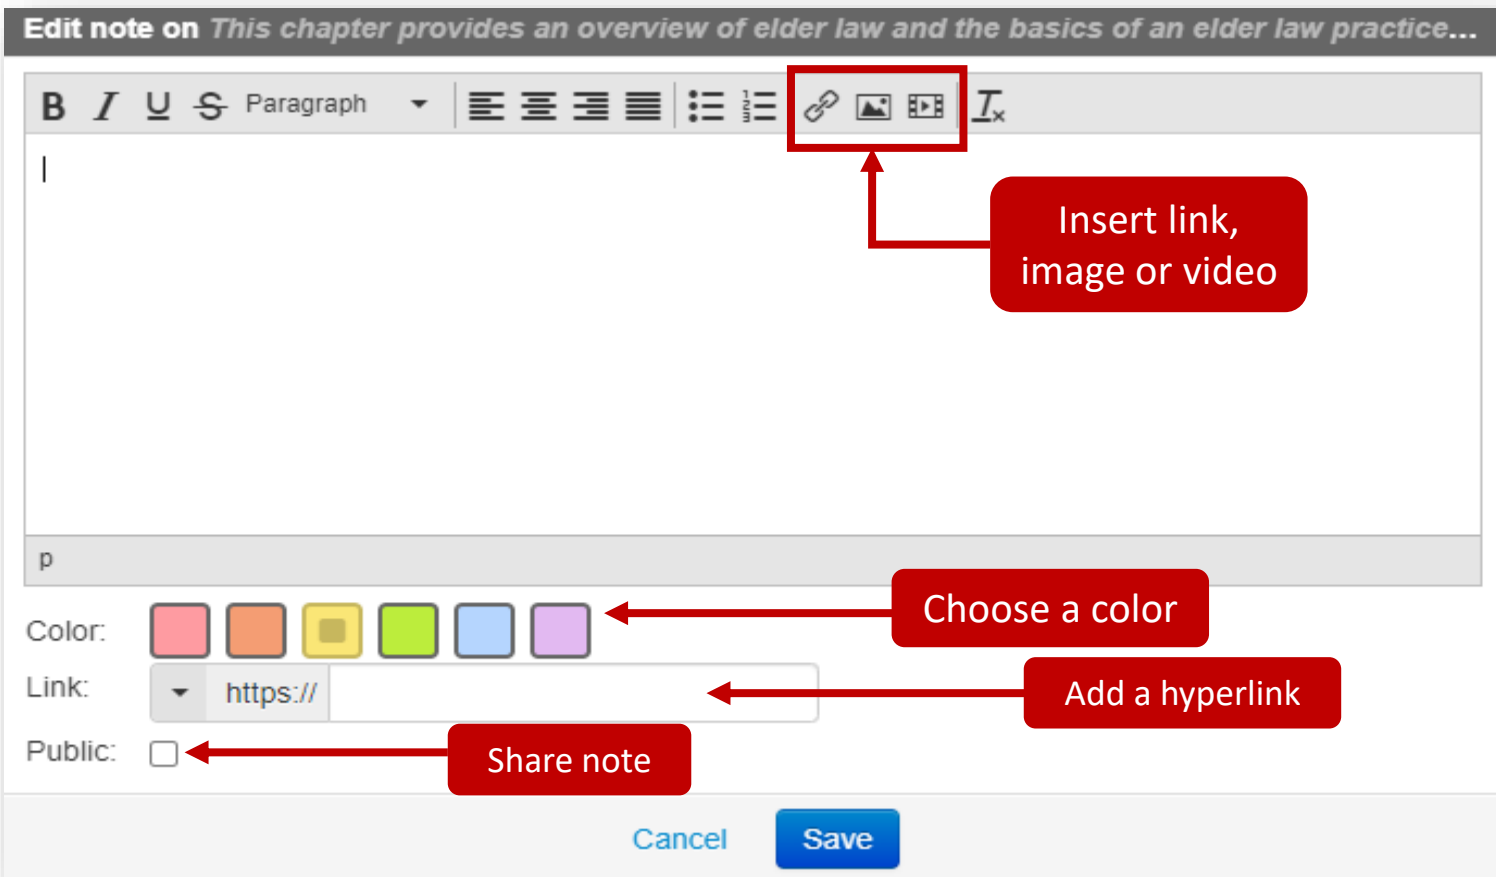 Edit note on This chapter provides an overview of elder law and the basics of an elder law practice...
B I U S Paragraph
Insert link,
image or video
p
Color:
Choose a color
Link: https://
Add a hyperlink
Public:
Share note
Cancel Save